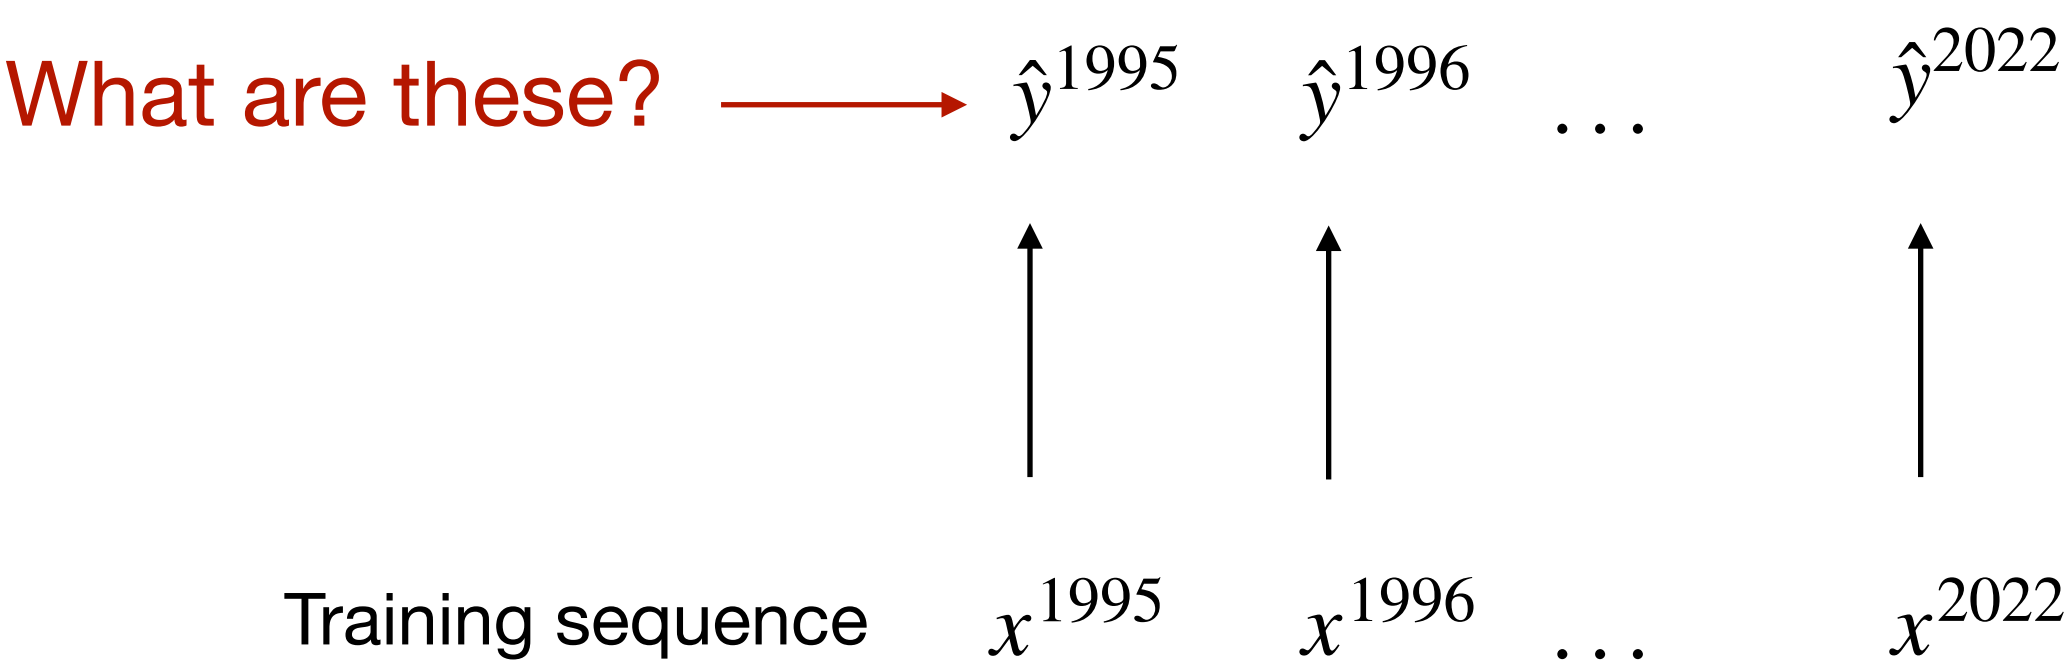 What are these? ŷ^1995 ŷ^1996 ... ŷ^2022
Training sequence x^1995 x^1996 ... x^2022